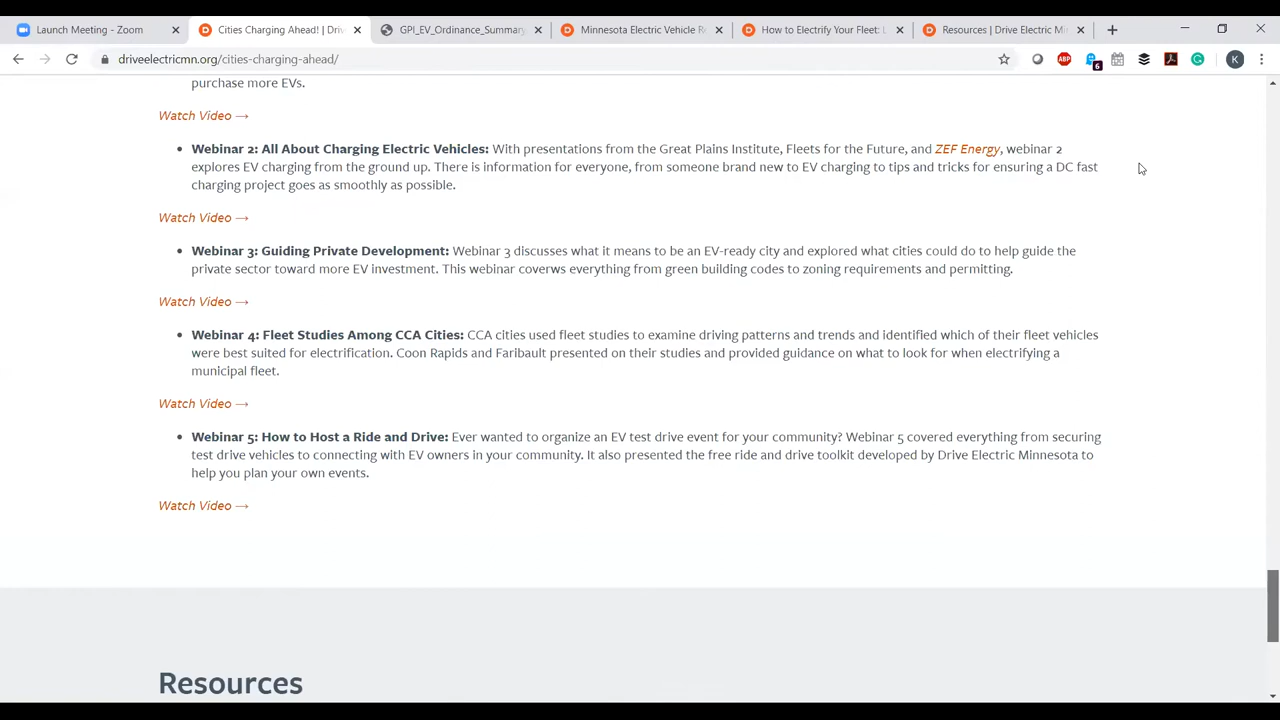 Launch Meeting - Zoom
Cities Charging Ahead! | Driv
GPI_EV_Ordinance_Summary
Minnesota Electric Vehicle R
How to Electrify Your Fleet: L
Resources | Drive Electric Mi
driveelectricmn.org/cities-charging-ahead/
ABP
6
K
purchase more EVs.
Watch Video →
• Webinar 2: All About Charging Electric Vehicles: With presentations from the Great Plains Institute, Fleets for the Future, and ZEF Energy, webinar 2
explores EV charging from the ground up. There is information for everyone, from someone brand new to EV charging to tips and tricks for ensuring a DC fast
charging project goes as smoothly as possible.
Watch Video →
• Webinar 3: Guiding Private Development: Webinar 3 discusses what it means to be an EV-ready city and explored what cities could do to help guide the
private sector toward more EV investment. This webinar coverws everything from green building codes to zoning requirements and permitting.
Watch Video →
• Webinar 4: Fleet Studies Among CCA Cities: CCA cities used fleet studies to examine driving patterns and trends and identified which of their fleet vehicles
were best suited for electrification. Coon Rapids and Faribault presented on their studies and provided guidance on what to look for when electrifying a
municipal fleet.
Watch Video →
• Webinar 5: How to Host a Ride and Drive: Ever wanted to organize an EV test drive event for your community? Webinar 5 covered everything from securing
test drive vehicles to connecting with EV owners in your community. It also presented the free ride and drive toolkit developed by Drive Electric Minnesota to
help you plan your own events.
Watch Video →
Resources